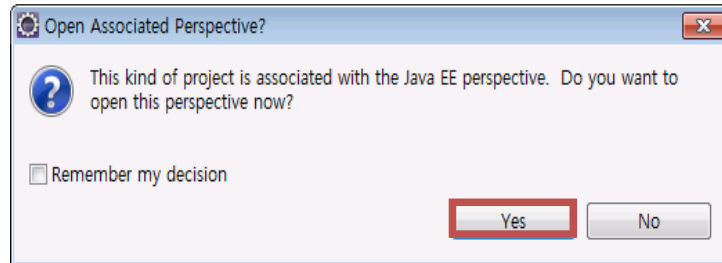 Open Associated Perspective?
This kind of project is associated with the Java EE perspective. Do you want to
open this perspective now?
Remember my decision
Yes
No